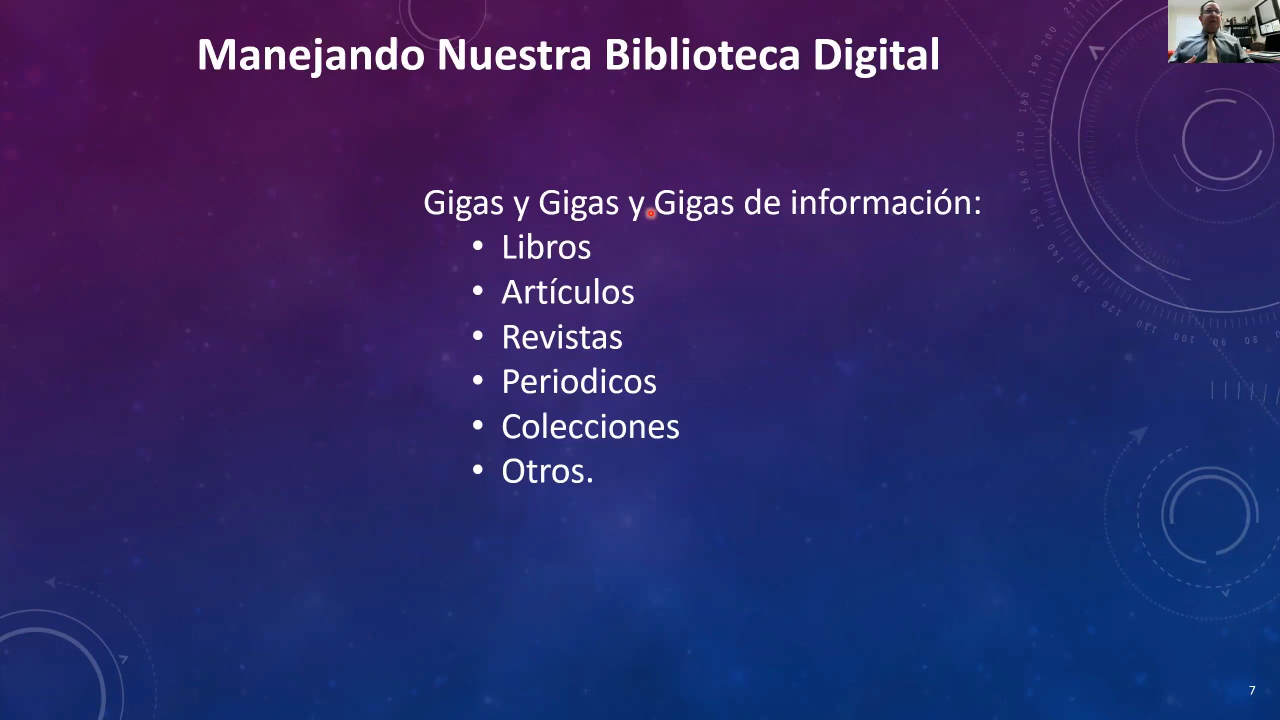 Manejando Nuestra Biblioteca Digital
Gigas y Gigas y Gigas de información:
• Libros
• Artículos
• Revistas
• Periodicos
• Colecciones
• Otros.
7